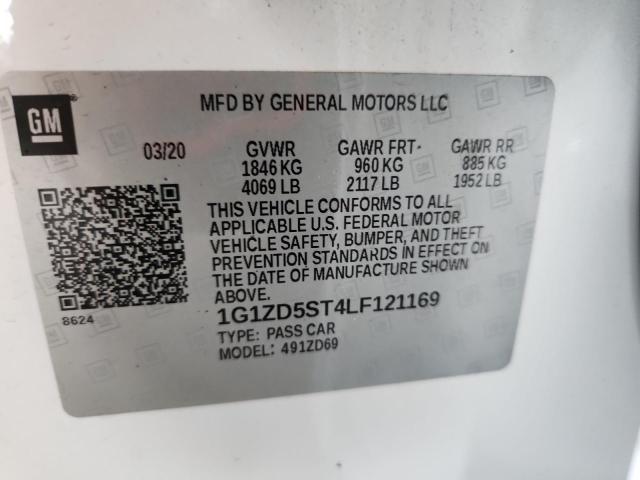 GM
MFD BY GENERAL MOTORS LLC
03/20 GVWR GAWR FRT GAWR RR
1846 KG 960 KG 885 KG
4069 LB 2117 LB 1952 LB
THIS VEHICLE CONFORMS TO ALL
APPLICABLE U.S. FEDERAL MOTOR
VEHICLE SAFETY, BUMPER, AND THEFT
PREVENTION STANDARDS IN EFFECT ON
THE DATE OF MANUFACTURE SHOWN
ABOVE.
8624
1G1ZD5ST4LF121169
TYPE: PASS CAR
MODEL: 491ZD69